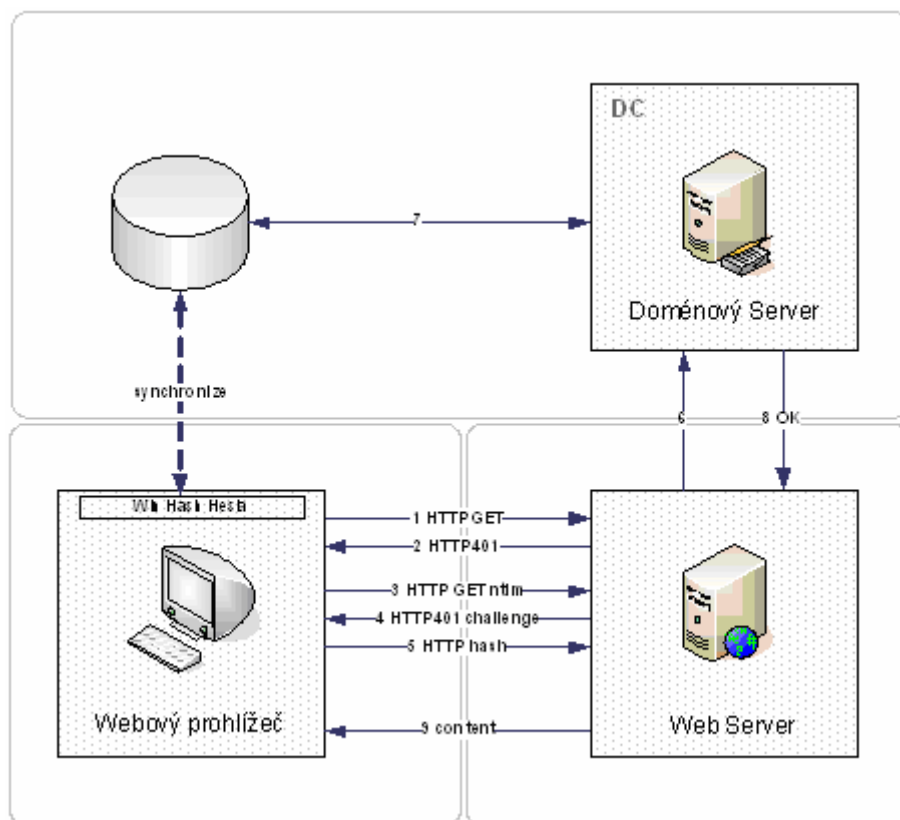 DC
7
Doménový Server
synchronize
6
8 OK
Win Hash Hesla
1 HTTP GET
2 HTTP401
3 HTTP GET ntlm
4 HTTP401 challenge
5 HTTP hash
Webový prohlížeč
9 content
Web Server